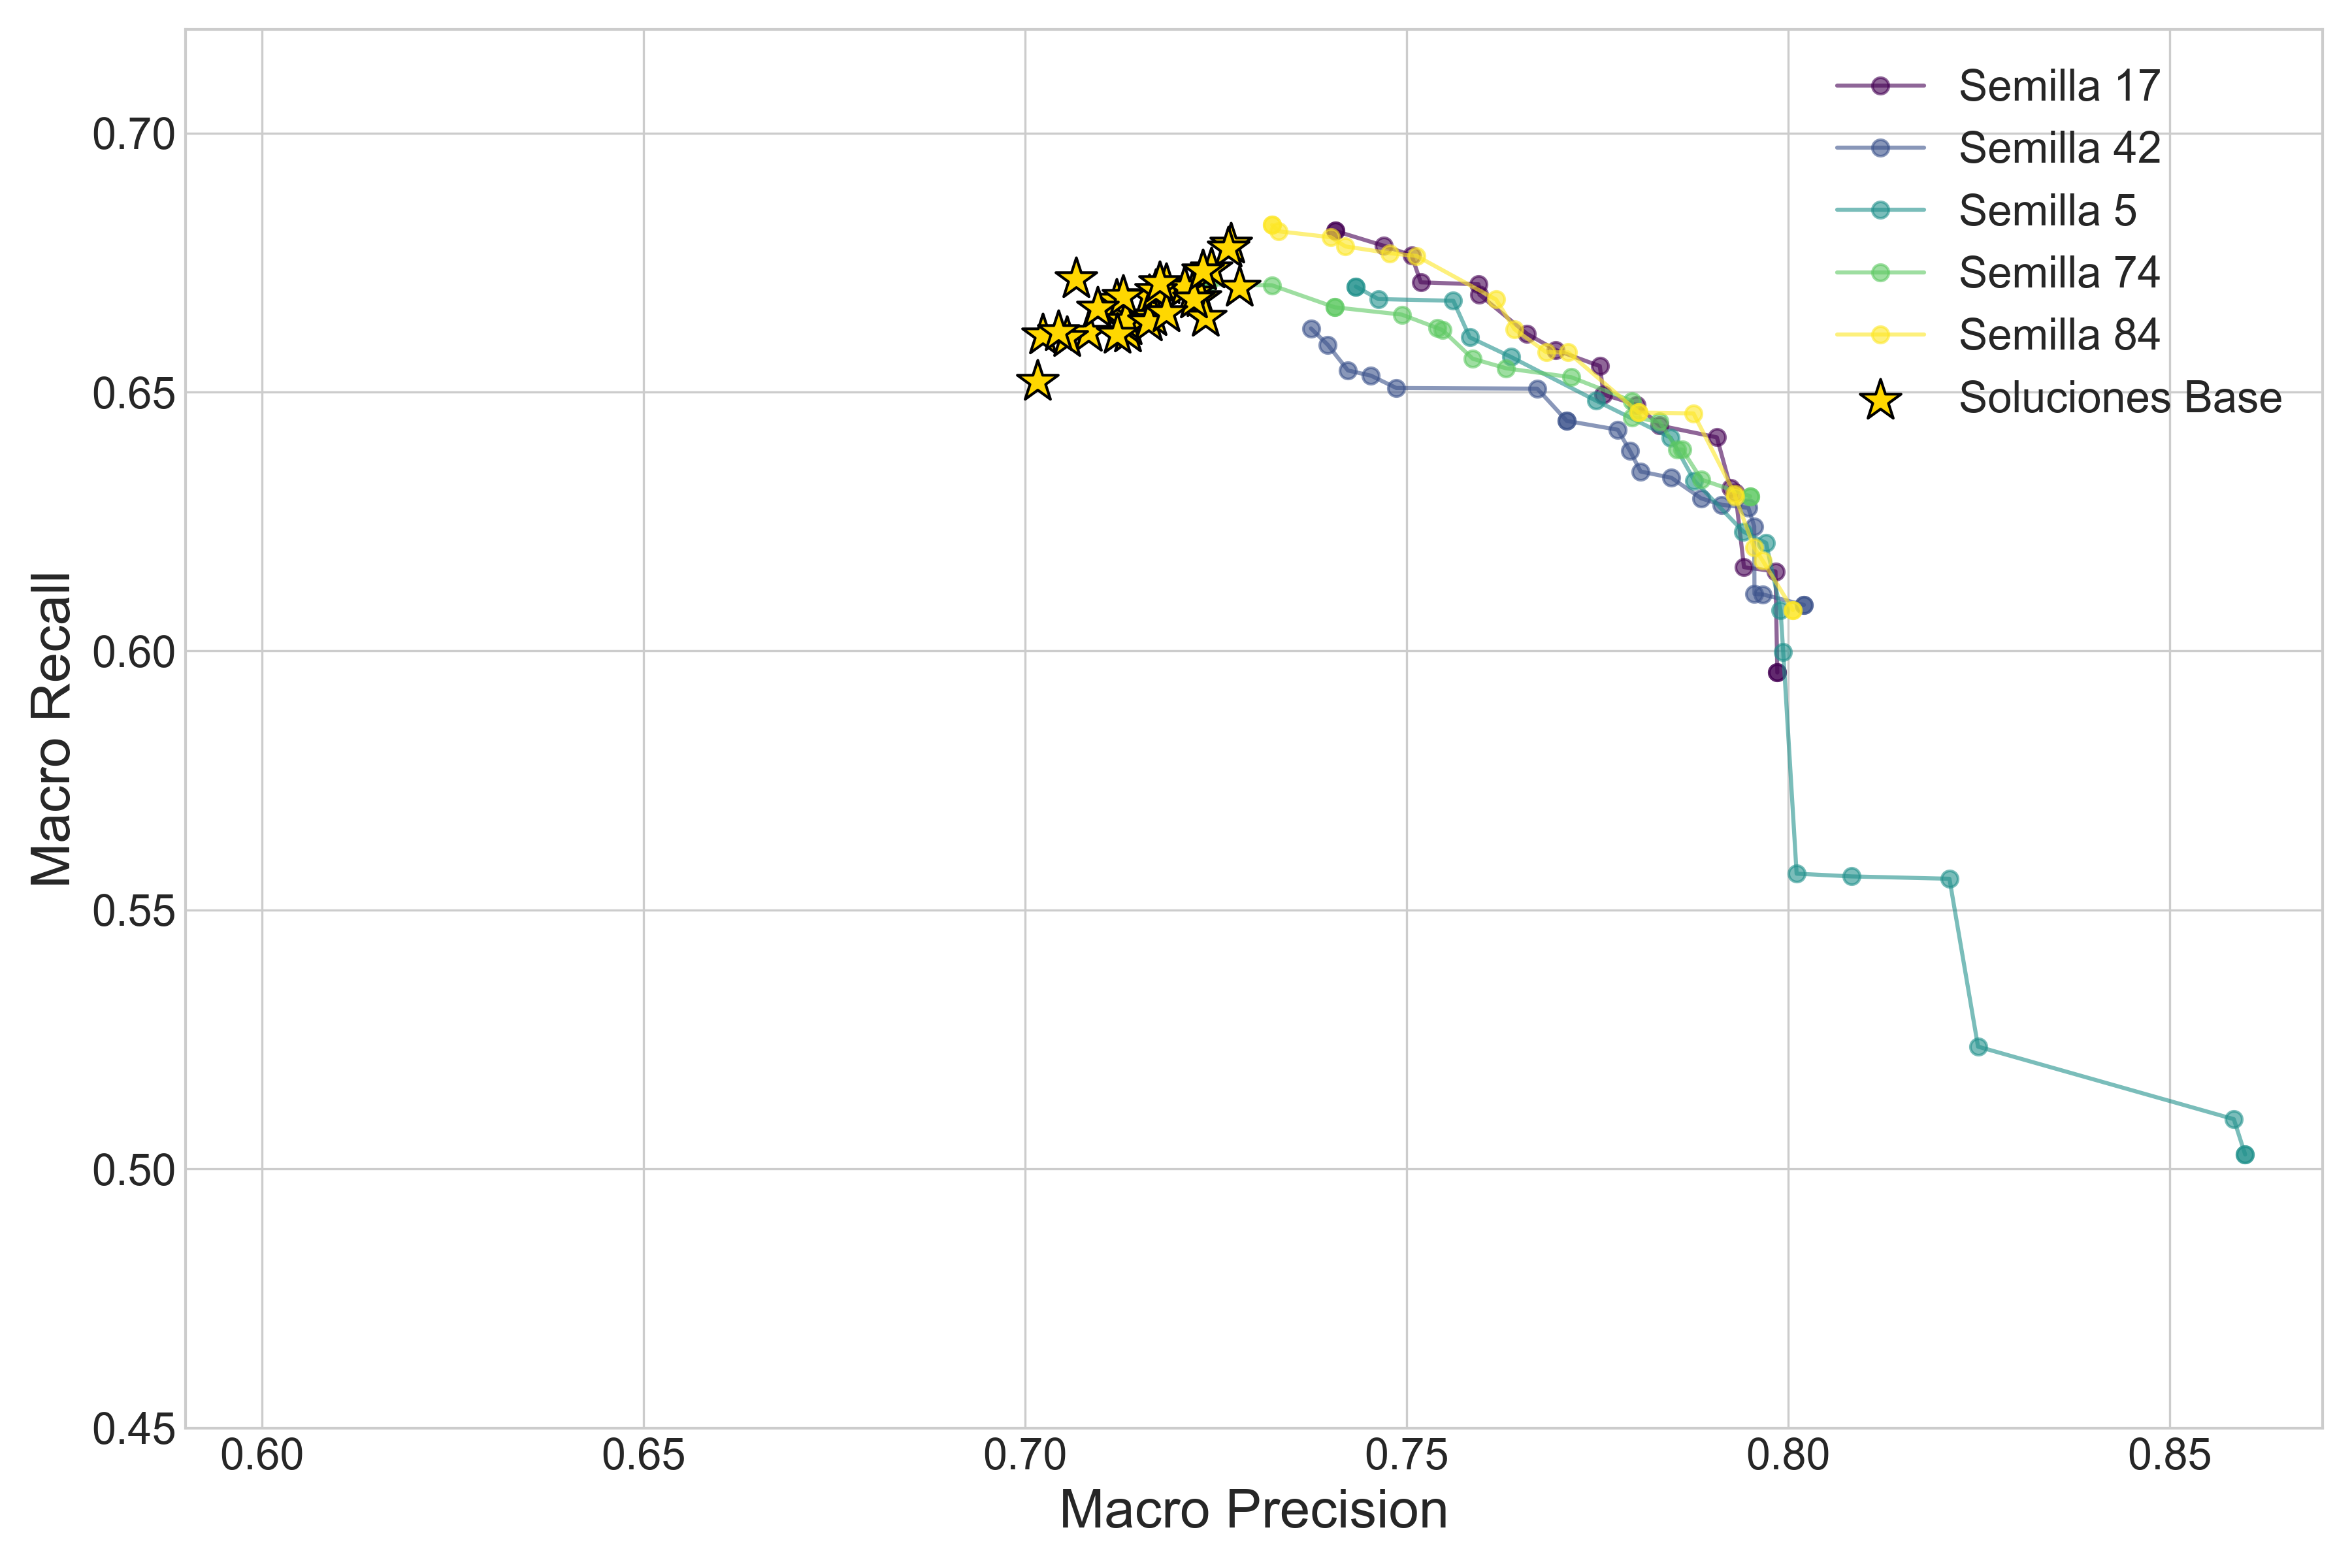 Semilla 17
Semilla 42
Semilla 5
Semilla 74
Semilla 84
Soluciones Base
Macro Recall
0.70
0.65
0.60
0.55
0.50
0.45
0.60 0.65 0.70 0.75 0.80 0.85
Macro Precision